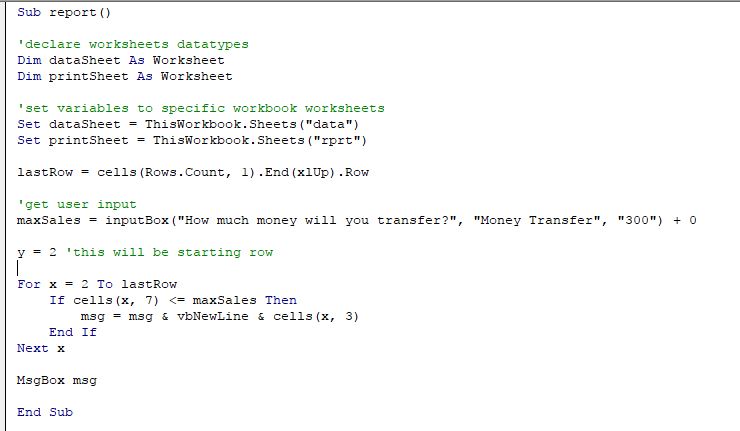 Sub report()
'declare worksheets datatypes
Dim dataSheet As Worksheet
Dim printSheet As Worksheet
'set variables to specific workbook worksheets
Set dataSheet = ThisWorkbook.Sheets("data")
Set printSheet = ThisWorkbook.Sheets("rprt")
lastRow = cells(Rows.Count, 1).End(xlUp).Row
'get user input
maxSales = inputBox("How much money will you transfer?", "Money Transfer", "300") + 0
y = 2 'this will be starting row
For x = 2 To lastRow
    If cells(x, 7) <= maxSales Then
        msg = msg & vbNewLine & cells(x, 3)
    End If
Next x
MsgBox msg
End Sub